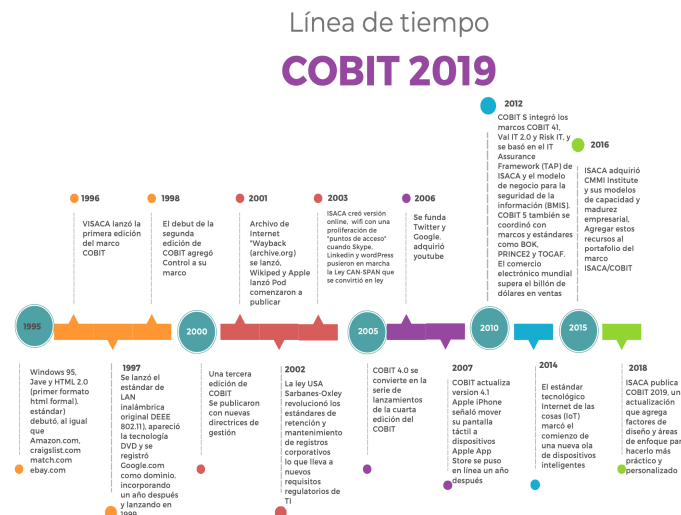 Línea de tiempo
COBIT 2019
1996
VISACA lanzó la
primera edición
del marco
COBIT
1998
El debut de la
segunda
edición de
COBIT agregó
Control a su
marco
2001
Archivo de
Internet
"Wayback
(archive.org)
se lanzó,
Wikiped y Apple
lanzó Pod
comenzaron a
publicar
2003
ISACA creó versión
online, wifi con una
proliferación de
"puntos de acceso"
cuando Skype,
Linkedin y wordPress
pusieron en marcha
la Ley CAN-SPAN que
se convirtió en ley
2006
Se funda
Twitter y
Google,
adquirió
youtube
2012
COBIT S integró los
marcos COBIT 41,
Val IT 2.0 y Risk IT, y
se basó en el IT
Assurance
Framework (TAP) de
ISACA y el modelo
de negocio para la
seguridad de la
información (BMIS).
COBIT 5 también se
coordinó con
marcos y estándares
como BOK,
PRINCE2 y TOGAF.
El comercio
electrónico mundial
supera el billón de
dólares en ventas
2016
ISACA adquirió
CMMI Institute
y sus modelos
de capacidad y
madurez
empresarial,
Agregar estos
recursos al
portafolio del
marco
ISACA/COBIT
1995
2000
2005
2010
2015
Windows 95,
Jave y HTML 2.0
(primer formato
html formal).
estándar)
debutó, al igual
que
Amazon.com,
craigslist.com
match.com
ebay.com
1997
Se lanzó el
estándar de
LAN
inalámbrica
original DEEE
802.11), apareció
la tecnología
DVD y se
registró
Google.com
como dominio,
incorporando
un año después
y lanzando en
1999
Una tercera
edición de
COBIT
Se publicaron
con nuevas
directrices de
gestión
2002
La ley USA
Sarbanes-Oxley
revolucionó los
estándares de
retención y
mantenimiento
de registros
corporativos
lo que lleva a
nuevos
requisitos
regulatorios de
TI
COBIT 4.0 se
convierte en la
serie de
lanzamientos
de la cuarta
edición del
COBIT
2007
COBIT actualiza
version 4.1
Apple iPhone
señaló mover
su pantalla
táctil a
dispositivos
Apple App
Store se puso
en línea un año
después
2014
El estándar
tecnológico
Internet de las
cosas (IoT)
marcó el
comienzo de
una nueva ola
de dispositivos
inteligentes
2018
ISACA publica
COBIT 2019, un
actualización
que agrega
factores de
diseño y áreas
de enfoque par
hacerlo más
práctico y
personalizado